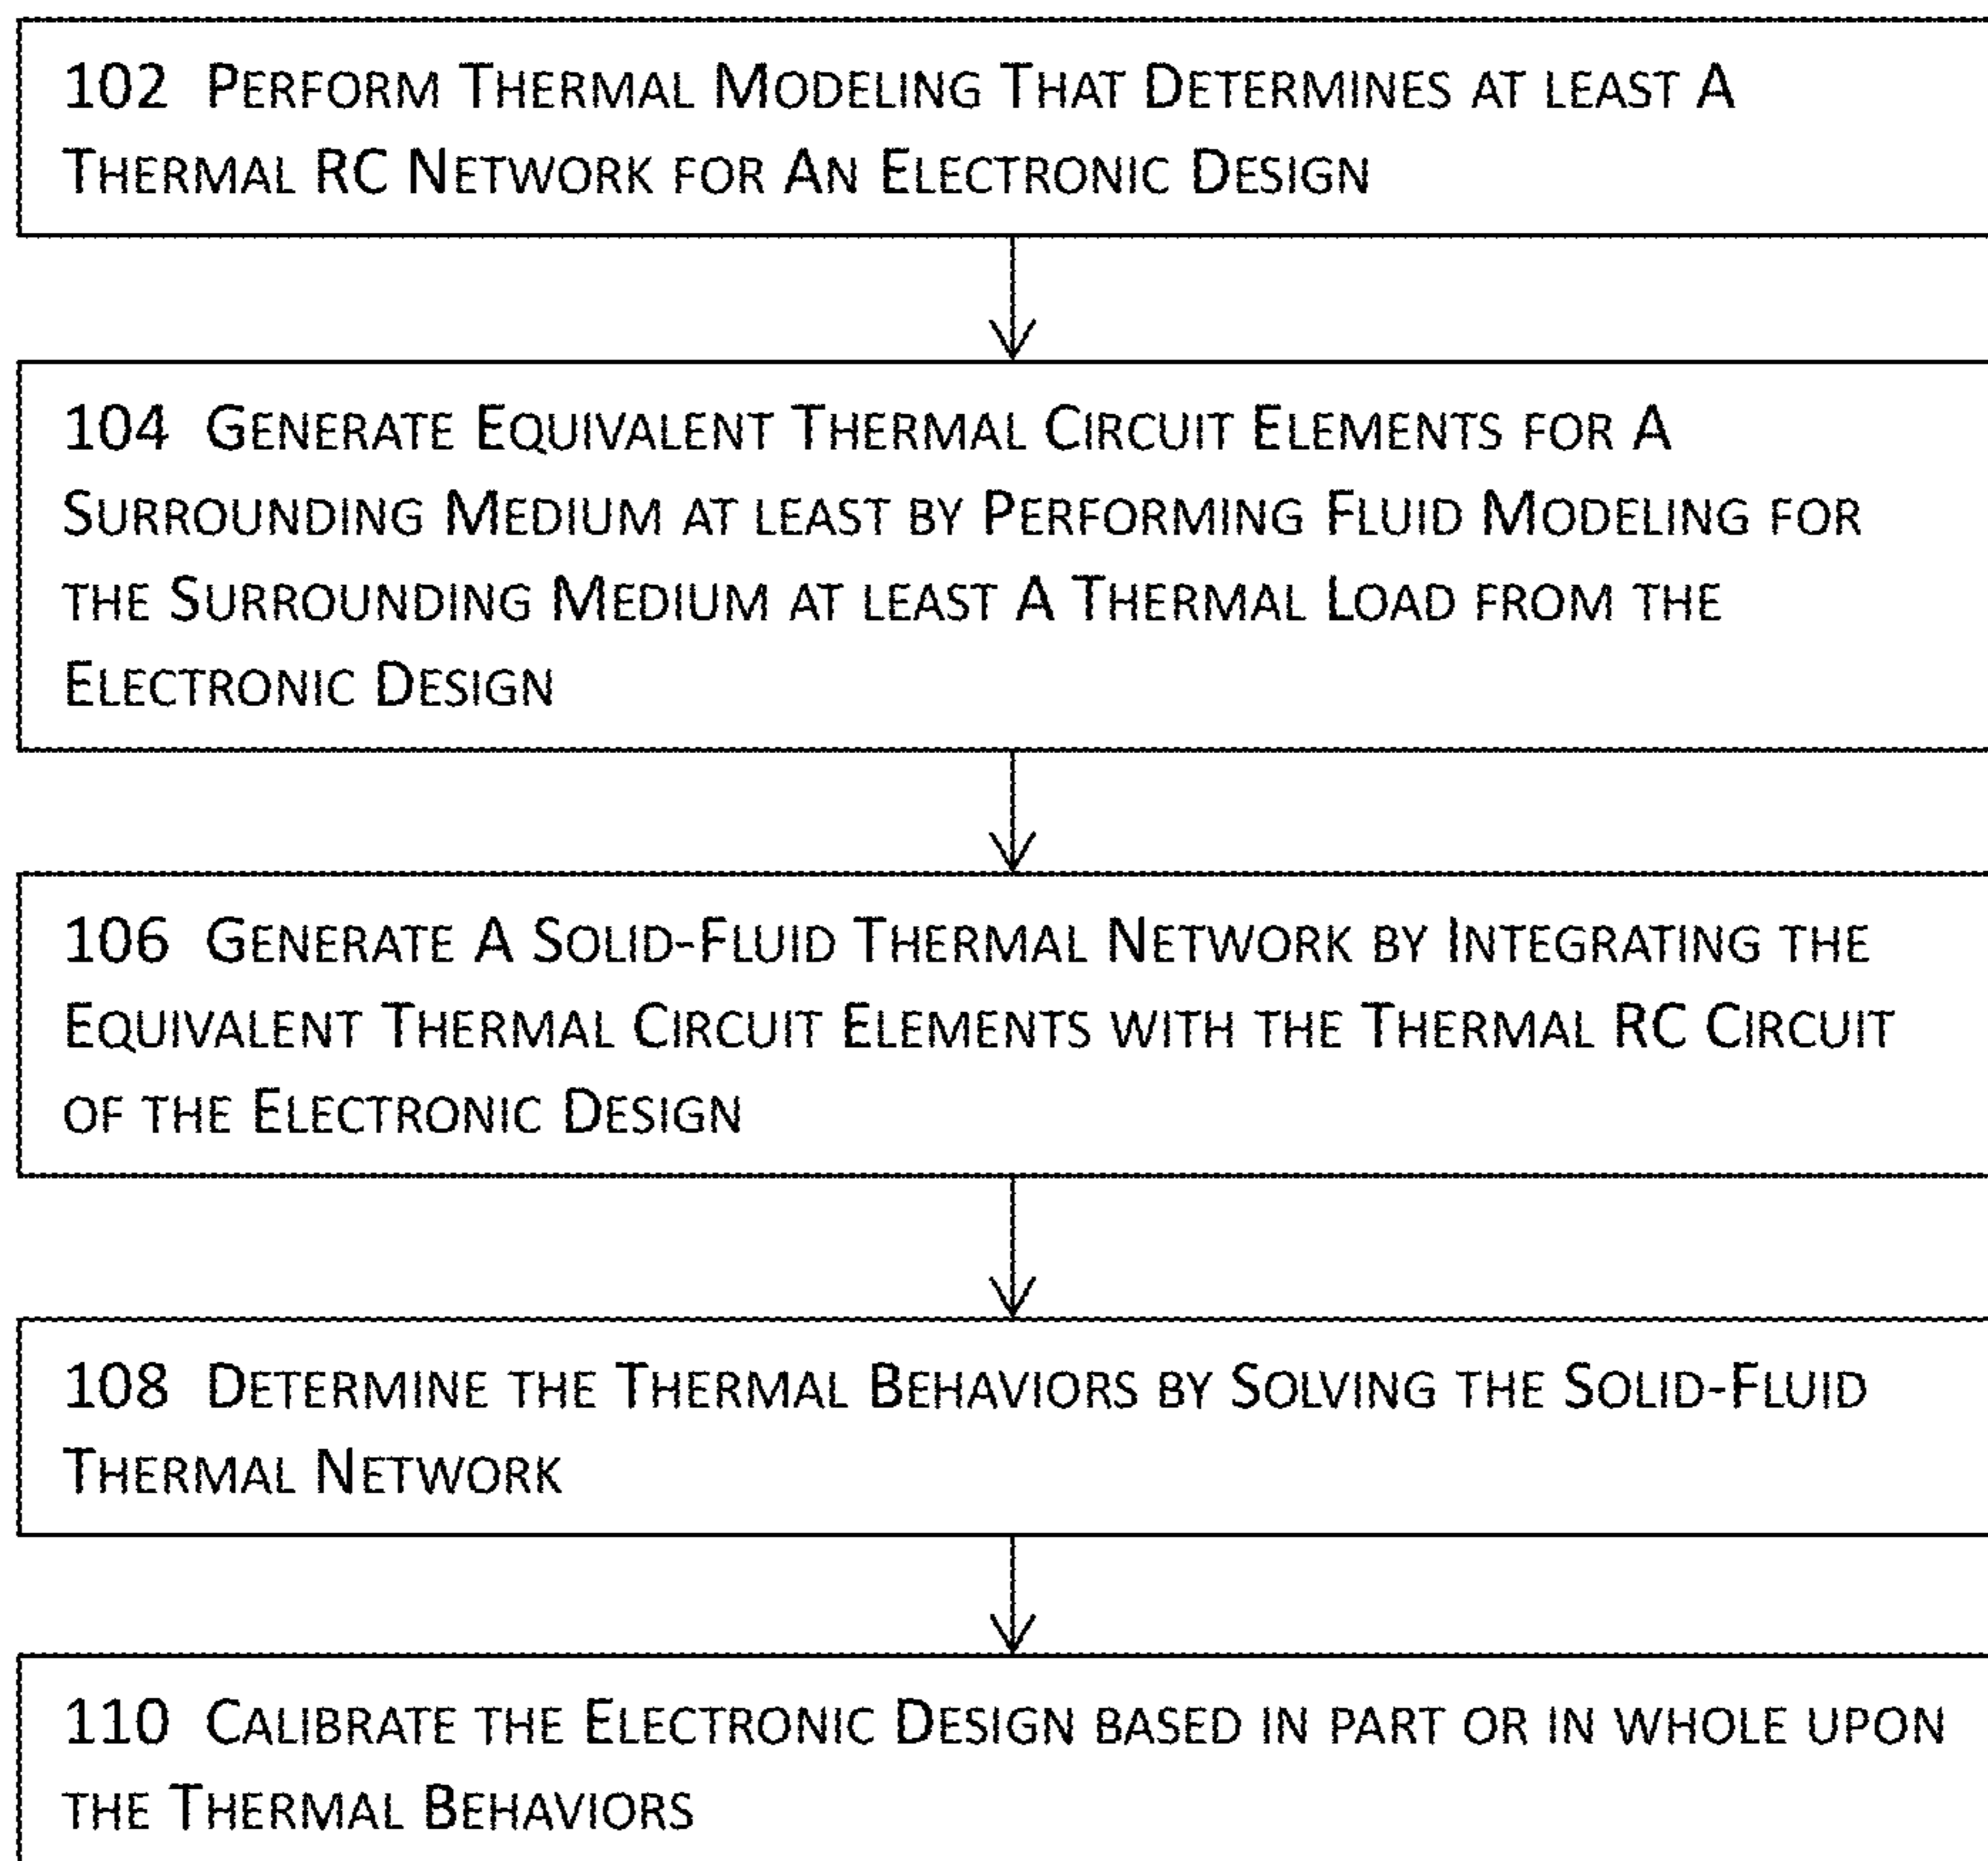 102 Perform Thermal Modeling That Determines at least A
Thermal RC Network for An Electronic Design
104 Generate Equivalent Thermal Circuit Elements for A
Surrounding Medium at least by Performing Fluid Modeling for
the Surrounding Medium at least A Thermal Load from the
Electronic Design
106 Generate A Solid-Fluid Thermal Network by Integrating the
Equivalent Thermal Circuit Elements with the Thermal RC Circuit
of the Electronic Design
108 Determine the Thermal Behaviors by Solving the Solid-Fluid
Thermal Network
110 Calibrate the Electronic Design based in part or in whole upon
the Thermal Behaviors